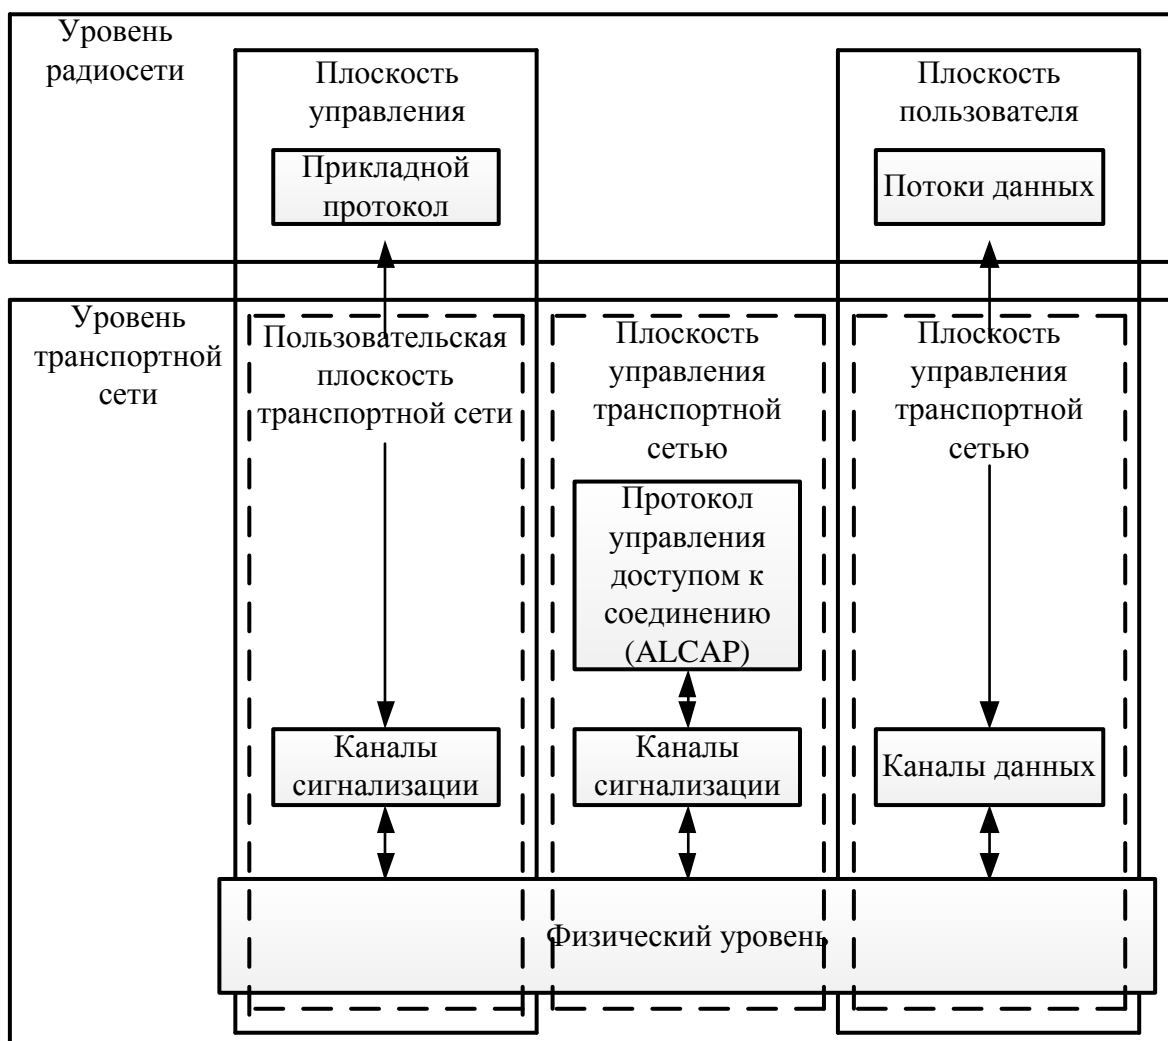 Уровень
радиосети
Плоскость
управления
Прикладной
протокол
Плоскость
пользователя
Потоки данных
Уровень
транспортной
сети
Пользовательская
плоскость
транспортной сети
Каналы
сигнализации
Плоскость
управления
транспортной
сетью
Протокол
управления
доступом к
соединению
(ALCAP)
Каналы
сигнализации
Плоскость
управления
транспортной
сетью
Каналы данных
Физический уровень